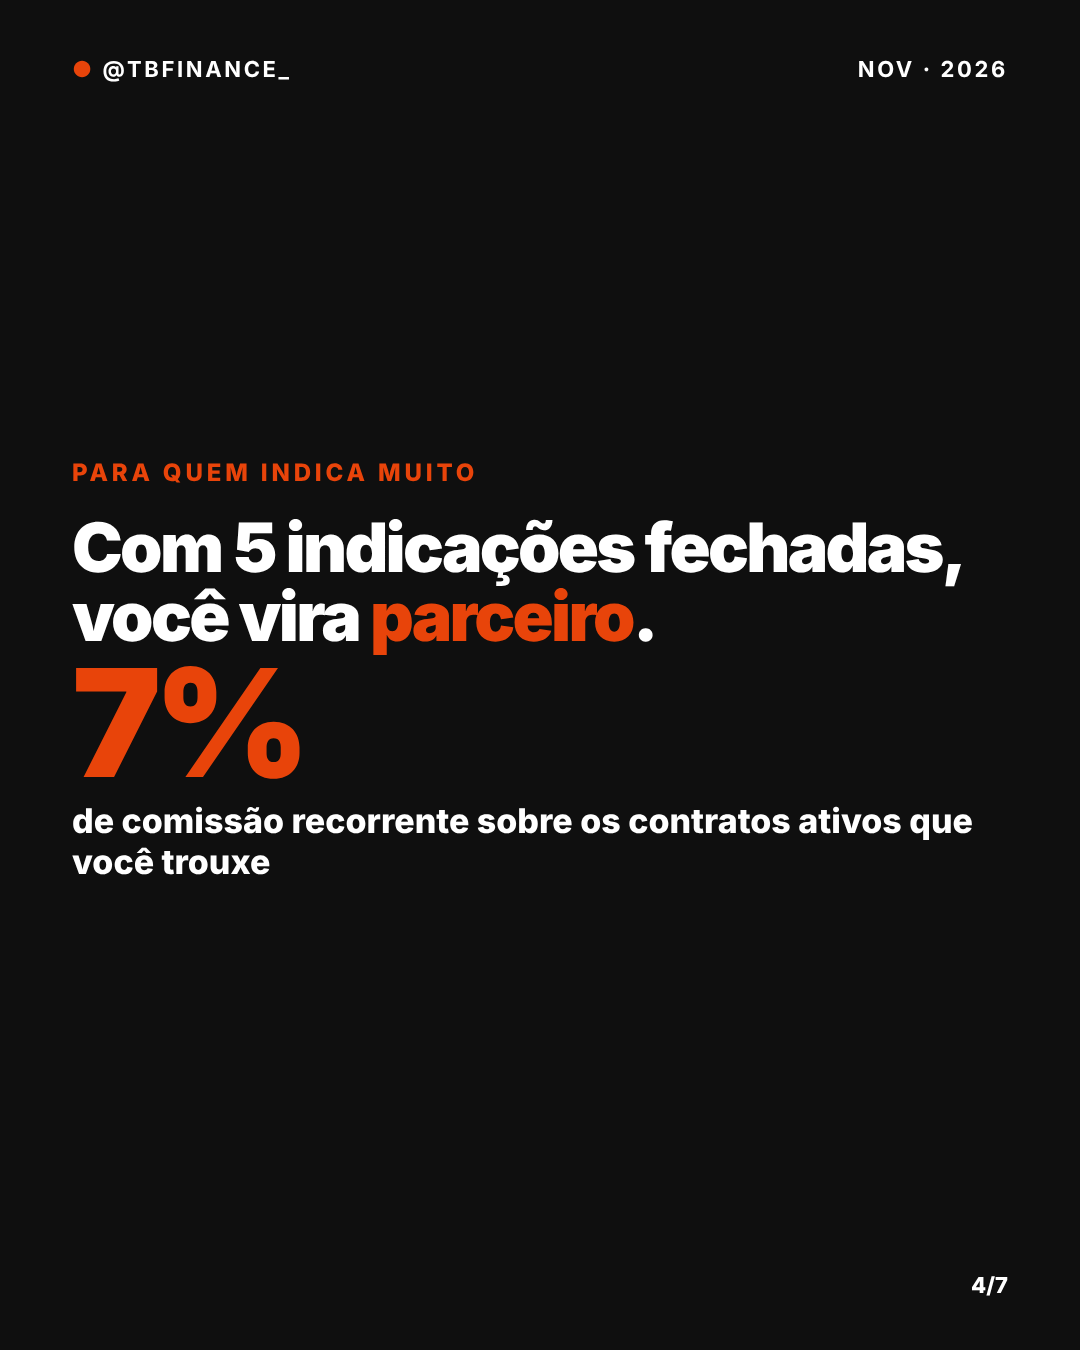 @TBFINANCE_
NOV · 2026
PARA QUEM INDICA MUITO
Com 5 indicações fechadas,
você vira parceiro.
7%
de comissão recorrente sobre os contratos ativos que
você trouxe
4/7